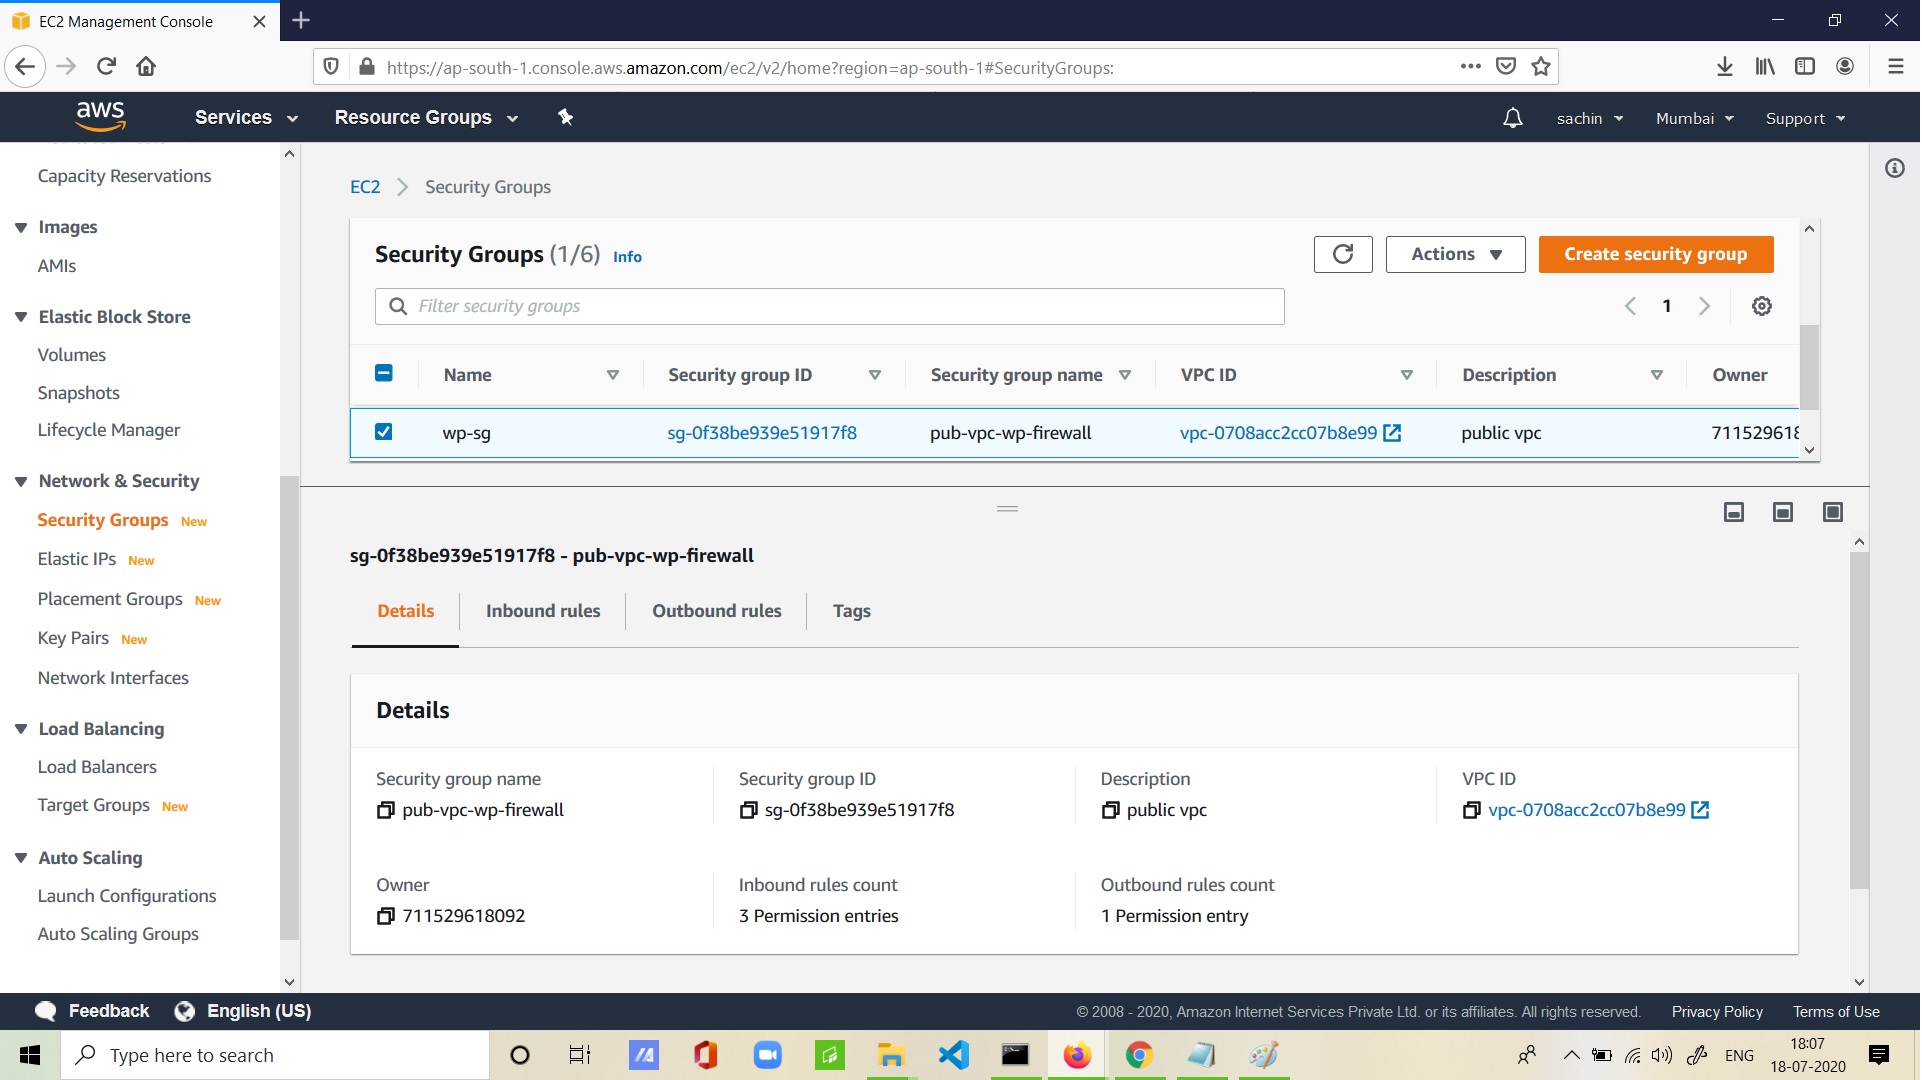 EC2 Management Console
https://ap-south-1.console.aws.amazon.com/ec2/v2/home?region=ap-south-1#SecurityGroups:
aws Services Resource Groups sachin Mumbai Support
Capacity Reservations
Images
AMIs
Elastic Block Store
Volumes
Snapshots
Lifecycle Manager
Network & Security
Security Groups New
Elastic IPs New
Placement Groups New
Key Pairs New
Network Interfaces
Load Balancing
Load Balancers
Target Groups New
Auto Scaling
Launch Configurations
Auto Scaling Groups
EC2 > Security Groups
Security Groups (1/6) Info
Actions
Create security group
Filter security groups
1
Name Security group ID Security group name VPC ID Description Owner
wp-sg sg-0f38be939e51917f8 pub-vpc-wp-firewall vpc-0708acc2cc07b8e99 public vpc 711529618
sg-0f38be939e51917f8 - pub-vpc-wp-firewall
Details Inbound rules Outbound rules Tags
Details
Security group name Security group ID Description VPC ID
pub-vpc-wp-firewall sg-0f38be939e51917f8 public vpc vpc-0708acc2cc07b8e99
Owner Inbound rules count Outbound rules count
711529618092 3 Permission entries 1 Permission entry
Feedback English (US) © 2008 - 2020, Amazon Internet Services Private Ltd. or its affiliates. All rights reserved. Privacy Policy Terms of Use
Type here to search
ENG
18:07
18-07-2020